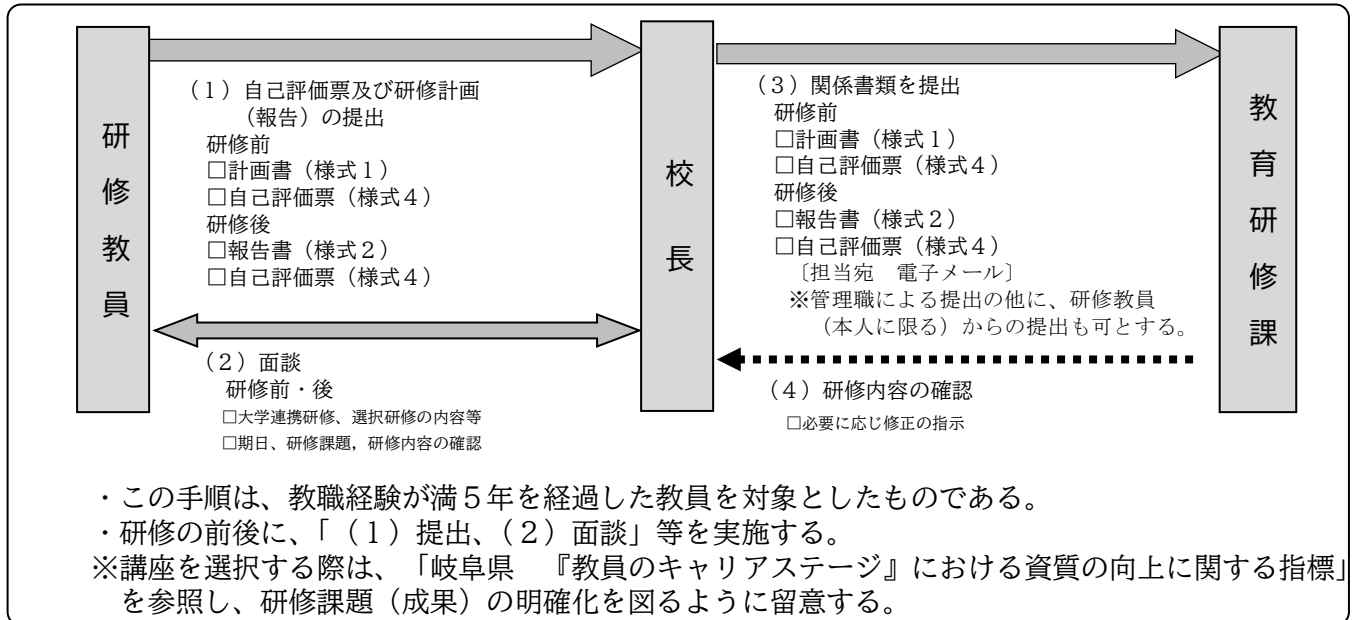 研修教員
（１）自己評価票及び研修計画
（報告）の提出
研修前
□計画書（様式１）
□自己評価票（様式４）
研修後
□報告書（様式２）
□自己評価票（様式４）
（２）面談
研修前・後
□大学連携研修、選択研修の内容等
□期日、研修課題，研修内容の確認
校長
（３）関係書類を提出
研修前
□計画書（様式１）
□自己評価票（様式４）
研修後
□報告書（様式２）
□自己評価票（様式４）
〔担当宛　電子メール〕
※管理職による提出の他に、研修教員
（本人に限る）からの提出も可とする。
（４）研修内容の確認
□必要に応じ修正の指示
教育研修課
・この手順は、教職経験が満５年を経過した教員を対象としたものである。
・研修の前後に、「（１）提出、（２）面談」等を実施する。
※講座を選択する際は、「岐阜県　『教員のキャリアステージ』における資質の向上に関する指標」
を参照し、研修課題（成果）の明確化を図るように留意する。